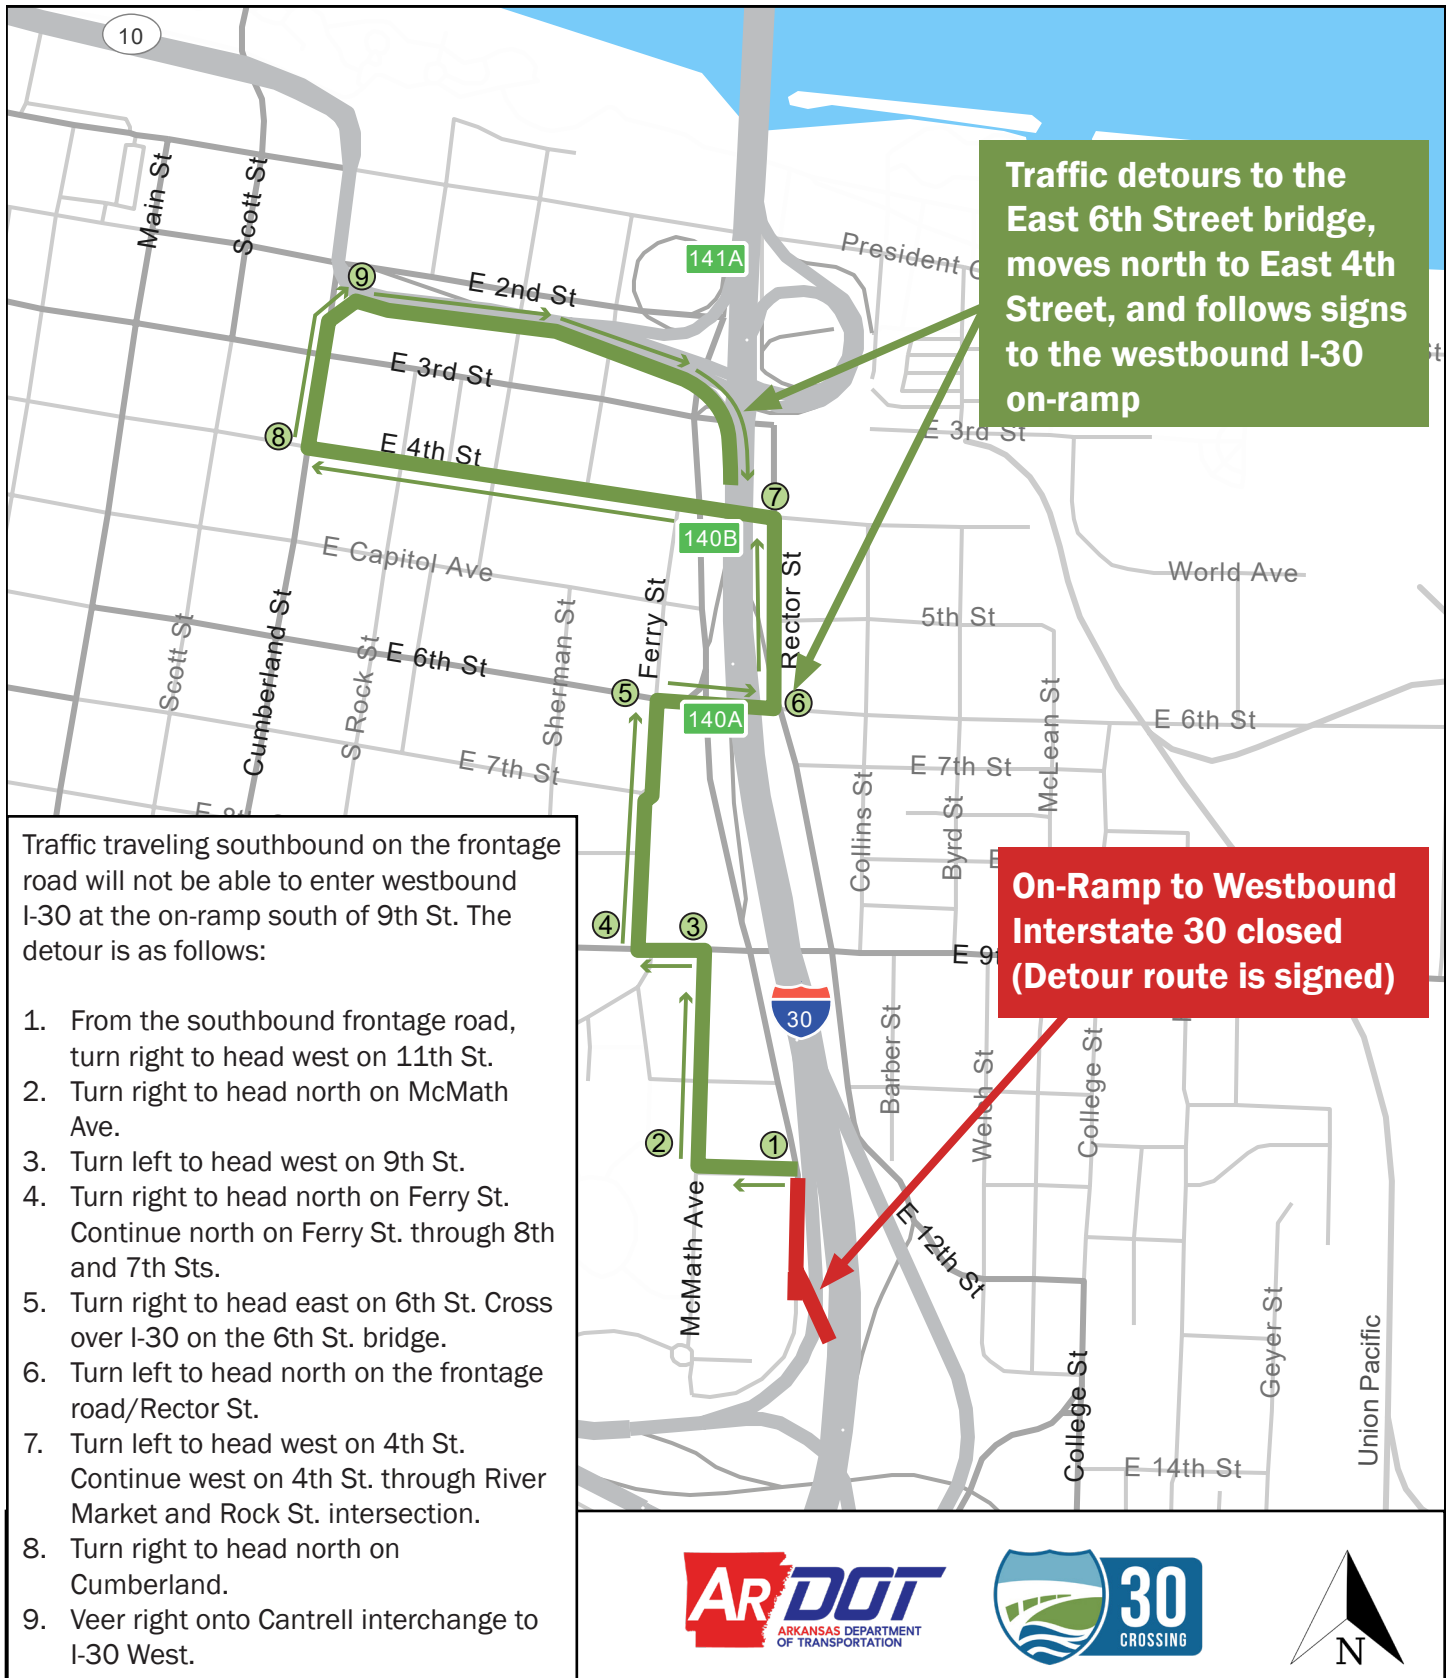 10
Main St
Scott St
141A
President
Traffic detours to the
East 6th Street bridge,
moves north to East 4th
Street, and follows signs
to the westbound I-30
on-ramp
9
E 2nd St
E 3rd St
8
E 4th St
E 3rd St
7
140B
E Capitol Ave
World Ave
Rector St
5th St
Ferry St
Sherman St
Scott St
Cumberland St
S Rock St
E 6th St
5
140A
6
McLean St
E 6th St
E 7th St
E 7th St
Collins St
Byrd St
Traffic traveling southbound on the frontage
road will not be able to enter westbound
I-30 at the on-ramp south of 9th St. The
detour is as follows:
1. From the southbound frontage road,
turn right to head west on 11th St.
2. Turn right to head north on McMath
Ave.
3. Turn left to head west on 9th St.
4. Turn right to head north on Ferry St.
Continue north on Ferry St. through 8th
and 7th Sts.
5. Turn right to head east on 6th St. Cross
over I-30 on the 6th St. bridge.
6. Turn left to head north on the frontage
road/Rector St.
7. Turn left to head west on 4th St.
Continue west on 4th St. through River
Market and Rock St. intersection.
8. Turn right to head north on
Cumberland.
9. Veer right onto Cantrell interchange to
I-30 West.
On-Ramp to Westbound
Interstate 30 closed
(Detour route is signed)
4
3
E 9
30
Barber St
Welch St
College St
2
1
McMath Ave
E 12th St
Geyer St
Union Pacific
College St
E 14th St
ARDOT
ARKANSAS DEPARTMENT
OF TRANSPORTATION
30
CROSSING
N